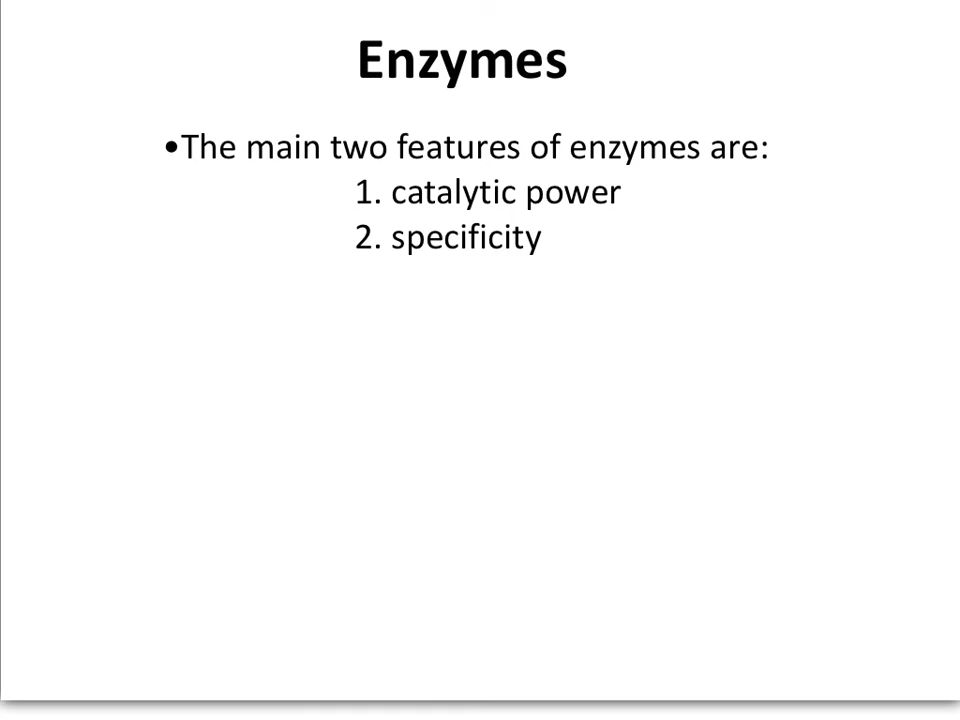 Enzymes
•The main two features of enzymes are:
1. catalytic power
2. specificity